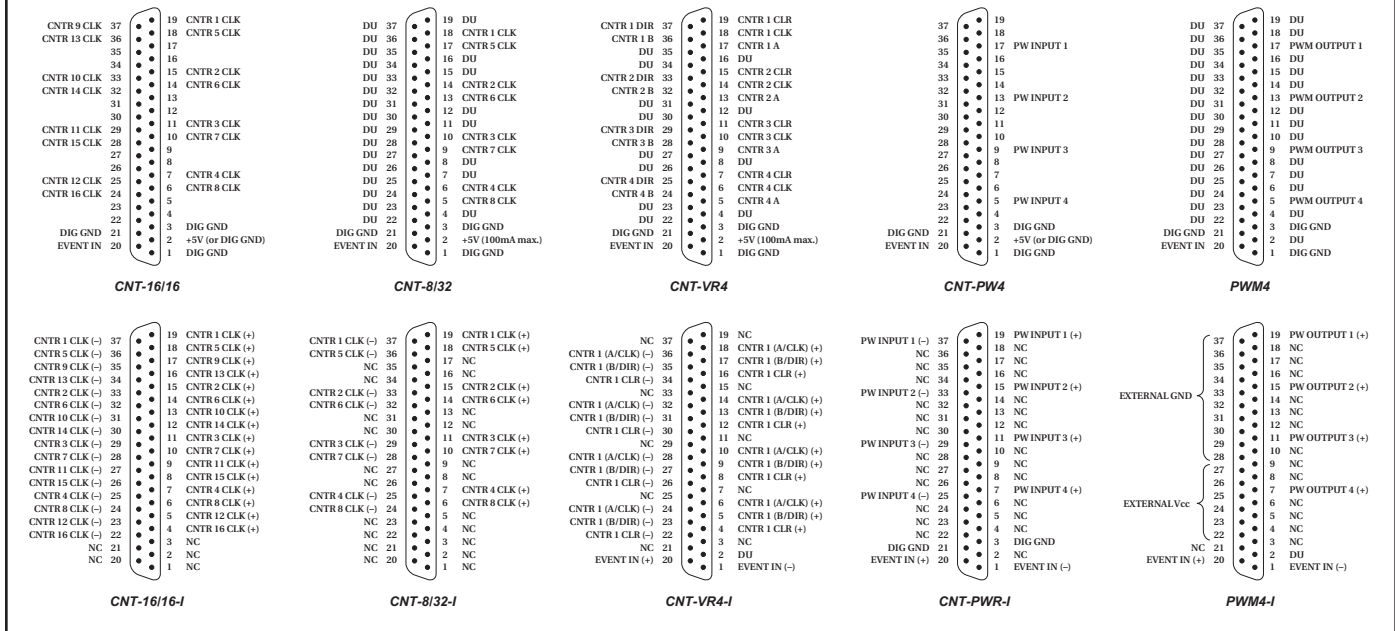 CNTR 9 CLK 37
CNTR 13 CLK 36
35
34
CNTR 10 CLK 33
CNTR 14 CLK 32
31
30
CNTR 11 CLK 29
CNTR 15 CLK 28
27
26
CNTR 12 CLK 25
CNTR 16 CLK 24
23
22
DIG GND 21
EVENT IN 20
19 CNTR 1 CLK
18 CNTR 5 CLK
17
16
15 CNTR 2 CLK
14 CNTR 6 CLK
13
12
11 CNTR 3 CLK
10 CNTR 7 CLK
9
8
7 CNTR 4 CLK
6 CNTR 8 CLK
5
4
3 DIG GND
2 +5V (or DIG GND)
1 DIG GND
CNT-16/16
DU 37
DU 36
DU 35
DU 34
DU 33
DU 32
DU 31
DU 30
DU 29
DU 28
DU 27
DU 26
DU 25
DU 24
DU 23
DU 22
DIG GND 21
EVENT IN 20
19 DU
18 CNTR 1 CLK
17 CNTR 5 CLK
16 DU
15 DU
14 CNTR 2 CLK
13 CNTR 6 CLK
12 DU
11 DU
10 CNTR 3 CLK
9 CNTR 7 CLK
8 DU
7 DU
6 CNTR 4 CLK
5 CNTR 8 CLK
4 DU
3 DIG GND
2 +5V (100mA max.)
1 DIG GND
CNT-8/32
CNTR 1 DIR 37
CNTR 1 B 36
DU 35
DU 34
CNTR 2 DIR 33
CNTR 2 B 32
DU 31
DU 30
CNTR 3 DIR 29
CNTR 3 B 28
DU 27
DU 26
CNTR 4 DIR 25
CNTR 4 B 24
DU 23
DU 22
DIG GND 21
EVENT IN 20
19 CNTR 1 CLR
18 CNTR 1 CLK
17 CNTR 1 A
16 DU
15 CNTR 2 CLR
14 CNTR 2 CLK
13 CNTR 2 A
12 DU
11 CNTR 3 CLR
10 CNTR 3 CLK
9 CNTR 3 A
8 DU
7 CNTR 4 CLR
6 CNTR 4 CLK
5 CNTR 4 A
4 DU
3 DIG GND
2 +5V (100mA max.)
1 DIG GND
CNT-VR4
37
36
35
34
33
32
31
30
29
28
27
26
25
24
23
22
DIG GND 21
EVENT IN 20
19
18
17 PW INPUT 1
16
15
14
13 PW INPUT 2
12
11
10
9 PW INPUT 3
8
7
6
5 PW INPUT 4
4
3 DIG GND
2 +5V (or DIG GND)
1 DIG GND
CNT-PW4
DU 37
DU 36
DU 35
DU 34
DU 33
DU 32
DU 31
DU 30
DU 29
DU 28
DU 27
DU 26
DU 25
DU 24
DU 23
DU 22
DIG GND 21
EVENT IN 20
19 DU
18 DU
17 PWM OUTPUT 1
16 DU
15 DU
14 DU
13 PWM OUTPUT 2
12 DU
11 DU
10 DU
9 PWM OUTPUT 3
8 DU
7 DU
6 DU
5 PWM OUTPUT 4
4 DU
3 DIG GND
2 DU
1 DIG GND
PWM4
CNTR 1 CLK (–) 37
CNTR 5 CLK (–) 36
CNTR 9 CLK (–) 35
CNTR 13 CLK (–) 34
CNTR 2 CLK (–) 33
CNTR 6 CLK (–) 32
CNTR 10 CLK (–) 31
CNTR 14 CLK (–) 30
CNTR 3 CLK (–) 29
CNTR 7 CLK (–) 28
CNTR 11 CLK (–) 27
CNTR 15 CLK (–) 26
CNTR 4 CLK (–) 25
CNTR 8 CLK (–) 24
CNTR 12 CLK (–) 23
CNTR 16 CLK (–) 22
NC 21
NC 20
19 CNTR 1 CLK (+)
18 CNTR 5 CLK (+)
17 CNTR 9 CLK (+)
16 CNTR 13 CLK (+)
15 CNTR 2 CLK (+)
14 CNTR 6 CLK (+)
13 CNTR 10 CLK (+)
12 CNTR 14 CLK (+)
11 CNTR 3 CLK (+)
10 CNTR 7 CLK (+)
9 CNTR 11 CLK (+)
8 CNTR 15 CLK (+)
7 CNTR 4 CLK (+)
6 CNTR 8 CLK (+)
5 CNTR 12 CLK (+)
4 CNTR 16 CLK (+)
3 NC
2 NC
1 NC
CNT-16/16-I
CNTR 1 CLK (–) 37
CNTR 5 CLK (–) 36
NC 35
NC 34
CNTR 2 CLK (–) 33
CNTR 6 CLK (–) 32
NC 31
NC 30
CNTR 3 CLK (–) 29
CNTR 7 CLK (–) 28
NC 27
NC 26
CNTR 4 CLK (–) 25
CNTR 8 CLK (–) 24
NC 23
NC 22
NC 21
NC 20
19 CNTR 1 CLK (+)
18 CNTR 5 CLK (+)
17 NC
16 NC
15 CNTR 2 CLK (+)
14 CNTR 6 CLK (+)
13 NC
12 NC
11 CNTR 3 CLK (+)
10 CNTR 7 CLK (+)
9 NC
8 NC
7 CNTR 4 CLK (+)
6 CNTR 8 CLK (+)
5 NC
4 NC
3 NC
2 NC
1 NC
CNT-8/32-I
NC 37
CNTR 1 (A/CLK) (–) 36
CNTR 1 (B/DIR) (–) 35
CNTR 1 CLR (–) 34
NC 33
CNTR 1 (A/CLK) (–) 32
CNTR 1 (B/DIR) (–) 31
CNTR 1 CLR (–) 30
NC 29
CNTR 1 (A/CLK) (–) 28
CNTR 1 (B/DIR) (–) 27
CNTR 1 CLR (–) 26
NC 25
CNTR 1 (A/CLK) (–) 24
CNTR 1 (B/DIR) (–) 23
CNTR 1 CLR (–) 22
NC 21
EVENT IN (+) 20
19 NC
18 CNTR 1 (A/CLK) (+)
17 CNTR 1 (B/DIR) (+)
16 CNTR 1 CLR (+)
15 NC
14 CNTR 1 (A/CLK) (+)
13 CNTR 1 (B/DIR) (+)
12 CNTR 1 CLR (+)
11 NC
10 CNTR 1 (A/CLK) (+)
9 CNTR 1 (B/DIR) (+)
8 CNTR 1 CLR (+)
7 NC
6 CNTR 1 (A/CLK) (+)
5 CNTR 1 (B/DIR) (+)
4 CNTR 1 CLR (+)
3 NC
2 DU
1 EVENT IN (–)
CNT-VR4-I
PW INPUT 1 (–) 37
NC 36
NC 35
NC 34
PW INPUT 2 (–) 33
NC 32
NC 31
NC 30
PW INPUT 3 (–) 29
NC 28
NC 27
NC 26
PW INPUT 4 (–) 25
NC 24
NC 23
NC 22
DIG GND 21
EVENT IN (+) 20
19 PW INPUT 1 (+)
18 NC
17 NC
16 NC
15 PW INPUT 2 (+)
14 NC
13 NC
12 NC
11 PW INPUT 3 (+)
10 NC
9 NC
8 NC
7 PW INPUT 4 (+)
6 NC
5 NC
4 NC
3 DIG GND
2 NC
1 EVENT IN (–)
CNT-PWR-I
EXTERNAL GND
EXTERNAL Vcc
37
36
35
34
33
32
31
30
29
28
27
26
25
24
23
22
NC 21
EVENT IN (+) 20
19 PW OUTPUT 1 (+)
18 NC
17 NC
16 NC
15 PW OUTPUT 2 (+)
14 NC
13 NC
12 NC
11 PW OUTPUT 3 (+)
10 NC
9 NC
8 NC
7 PW OUTPUT 4 (+)
6 NC
5 NC
4 NC
3 NC
2 DU
1 EVENT IN (–)
PWM4-I